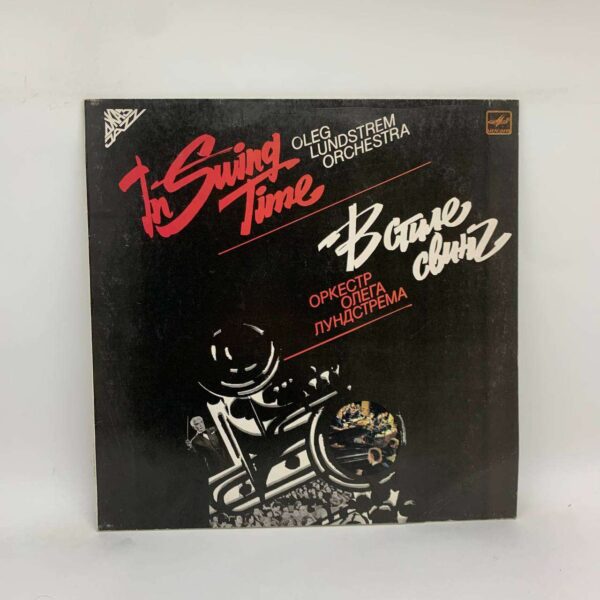 In Swing
Time
OLEG
LUNDSTREM
ORCHESTRA
В стиле
свинг
ОРКЕСТР
ОЛЕГА
ЛУНДСТРЕМА